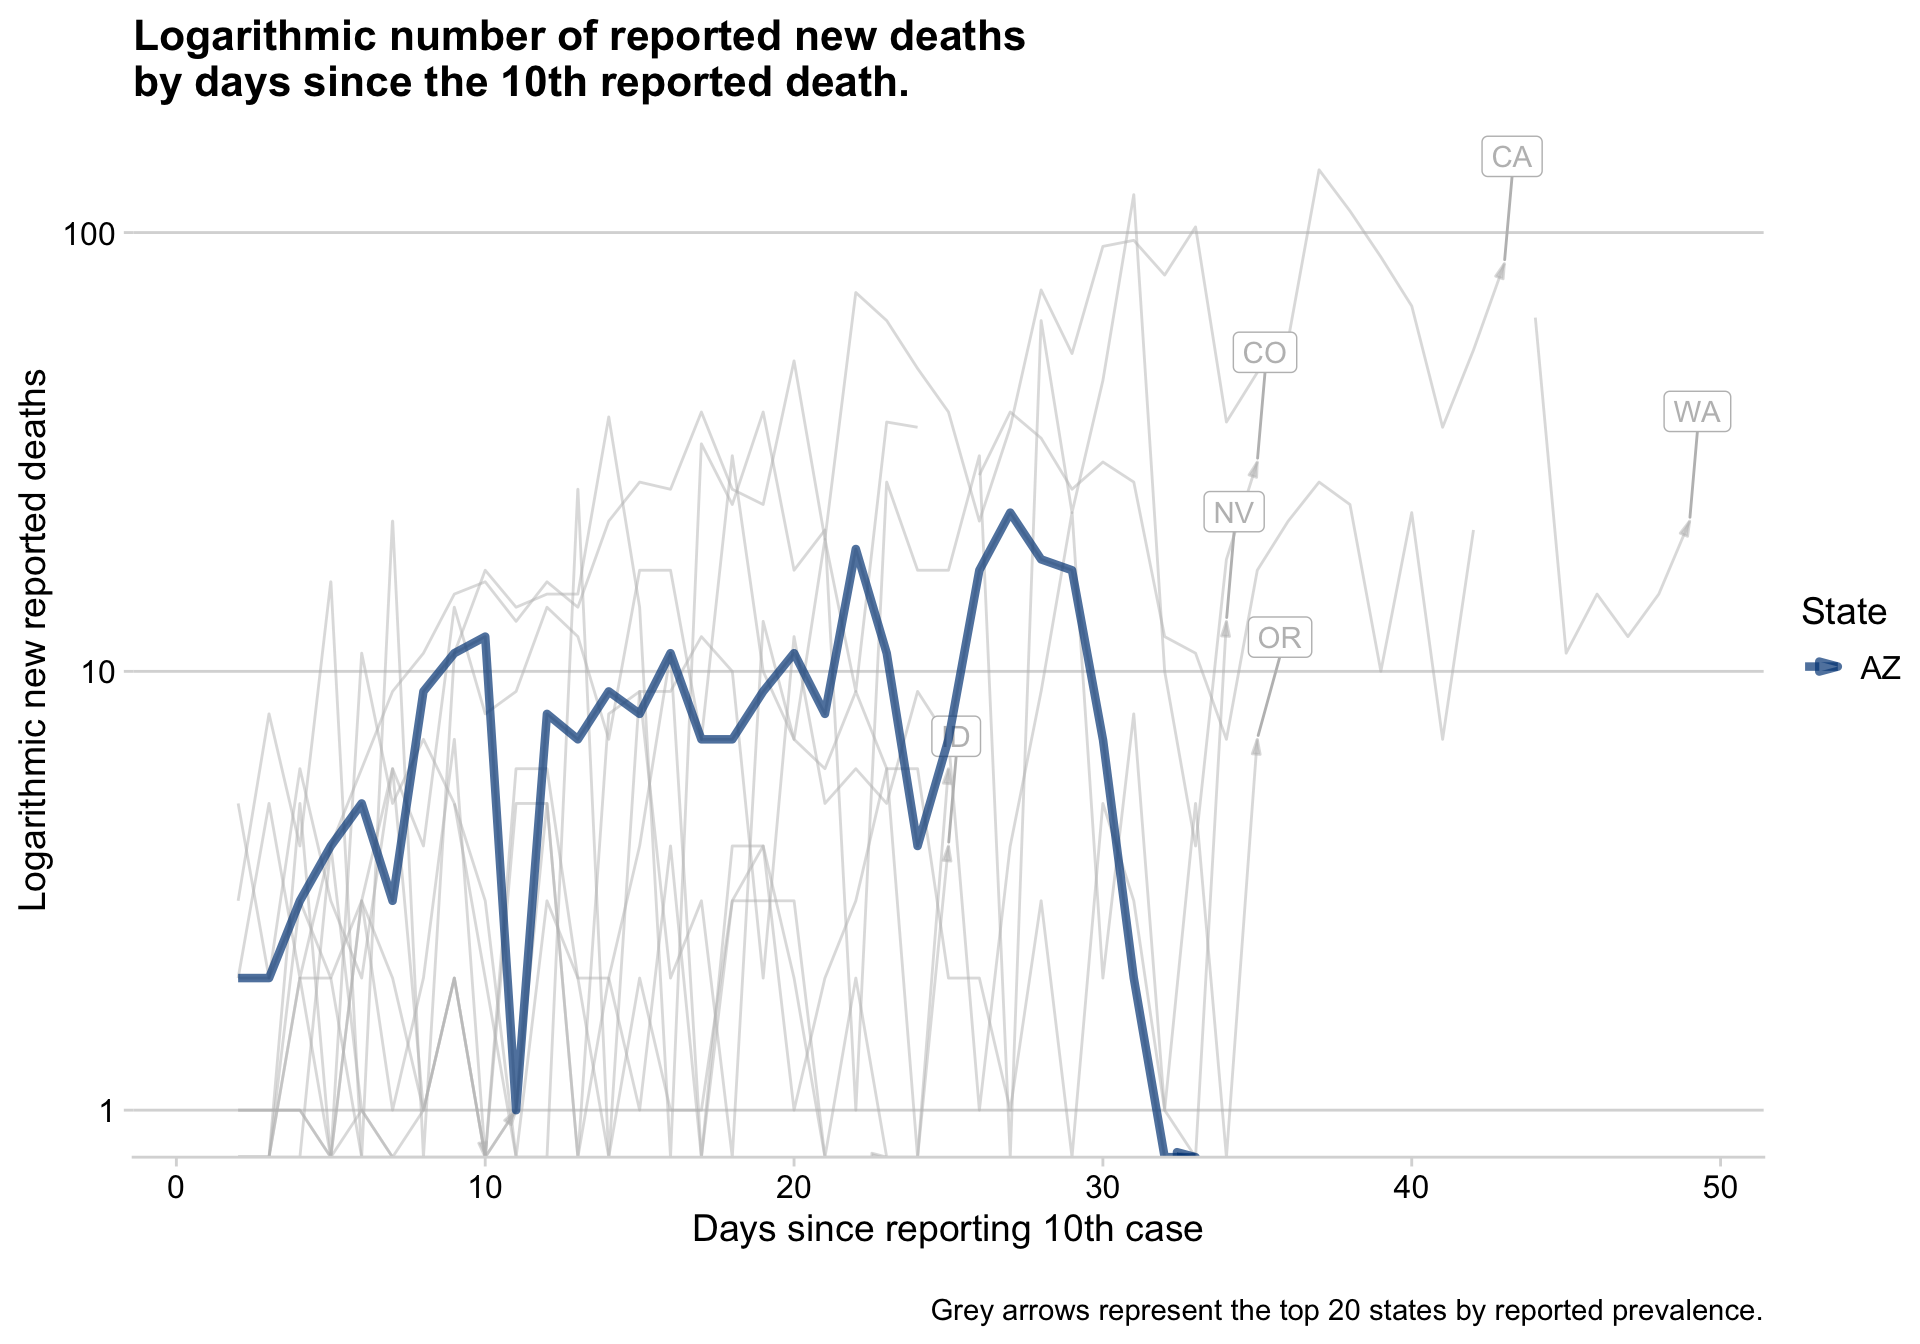 Logarithmic number of reported new deaths
by days since the 10th reported death.
CA
100
CO
WA
NV
OR
10
ID
1
Logarithmic new reported deaths
State
AZ
0 10 20 30 40 50
Days since reporting 10th case
Grey arrows represent the top 20 states by reported prevalence.